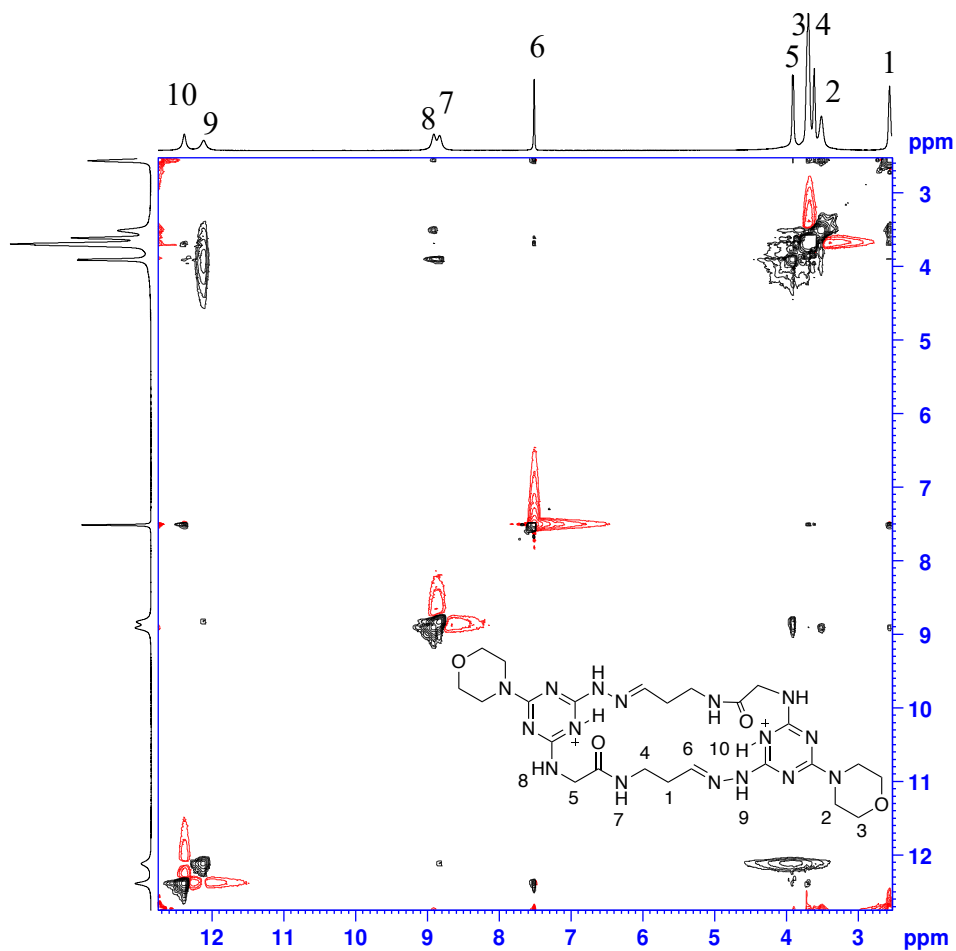 3 4
6 5 1
10 2
9 8 7
ppm
3
4
5
6
7
8
9
10
11
12
O N N N H N N H N H O N H
N N + H N N H 10 + N N
N H O 4 6 H N N N O
8 5 N H 1 N N H 2 3
7 9
12 11 10 9 8 7 6 5 4 3 ppm